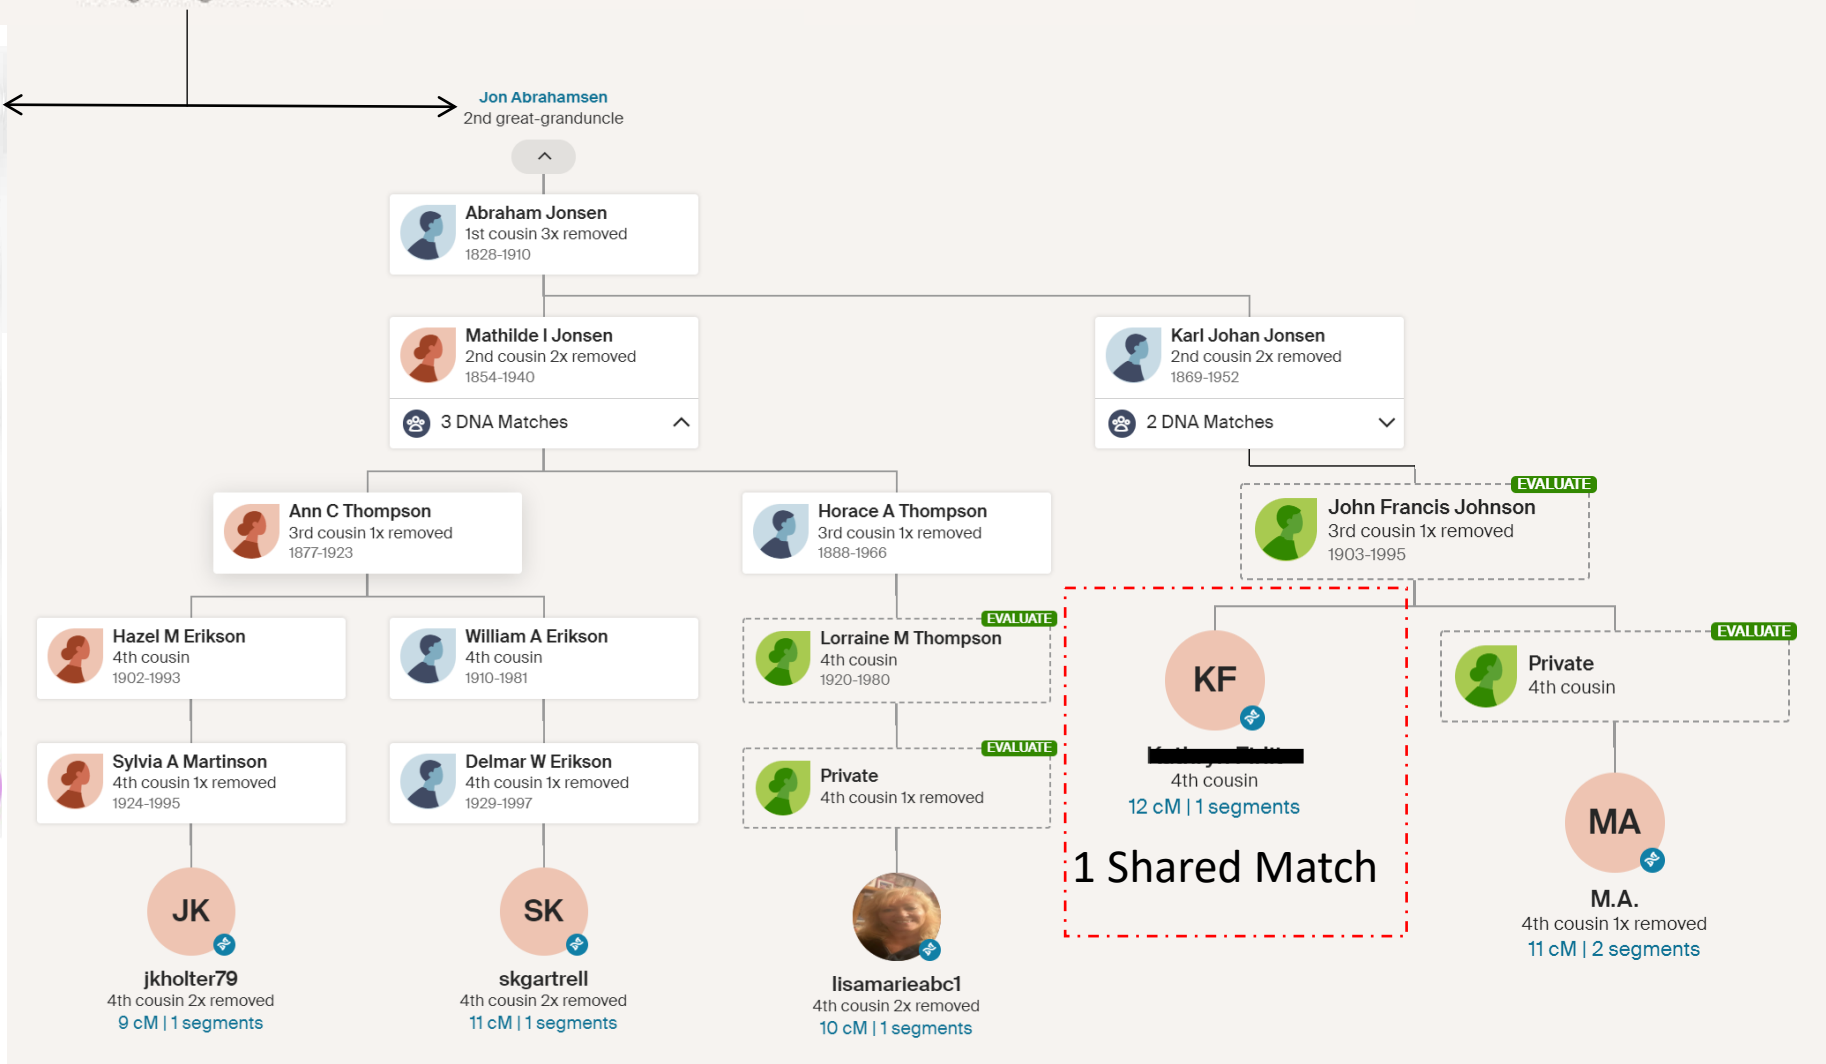 Jon Abrahamsen
2nd great-granduncle
Abraham Jonsen
1st cousin 3x removed
1828-1910
Mathilde I Jonsen
2nd cousin 2x removed
1854-1940
3 DNA Matches
Karl Johan Jonsen
2nd cousin 2x removed
1869-1952
2 DNA Matches
Ann C Thompson
3rd cousin 1x removed
1877-1923
Horace A Thompson
3rd cousin 1x removed
1888-1966
EVALUATE
John Francis Johnson
3rd cousin 1x removed
1903-1995
Hazel M Erikson
4th cousin
1902-1993
William A Erikson
4th cousin
1910-1981
EVALUATE
Lorraine M Thompson
4th cousin
1920-1980
KF
4th cousin
12 cM | 1 segments
1 Shared Match
EVALUATE
Private
4th cousin
Sylvia A Martinson
4th cousin 1x removed
1924-1995
Delmar W Erikson
4th cousin 1x removed
1929-1997
EVALUATE
Private
4th cousin 1x removed
MA
M.A.
4th cousin 1x removed
11 cM | 2 segments
JK
jkholter79
4th cousin 2x removed
9 cM | 1 segments
SK
skgartrell
4th cousin 2x removed
11 cM | 1 segments
lisamarieabc1
4th cousin 2x removed
10 cM | 1 segments